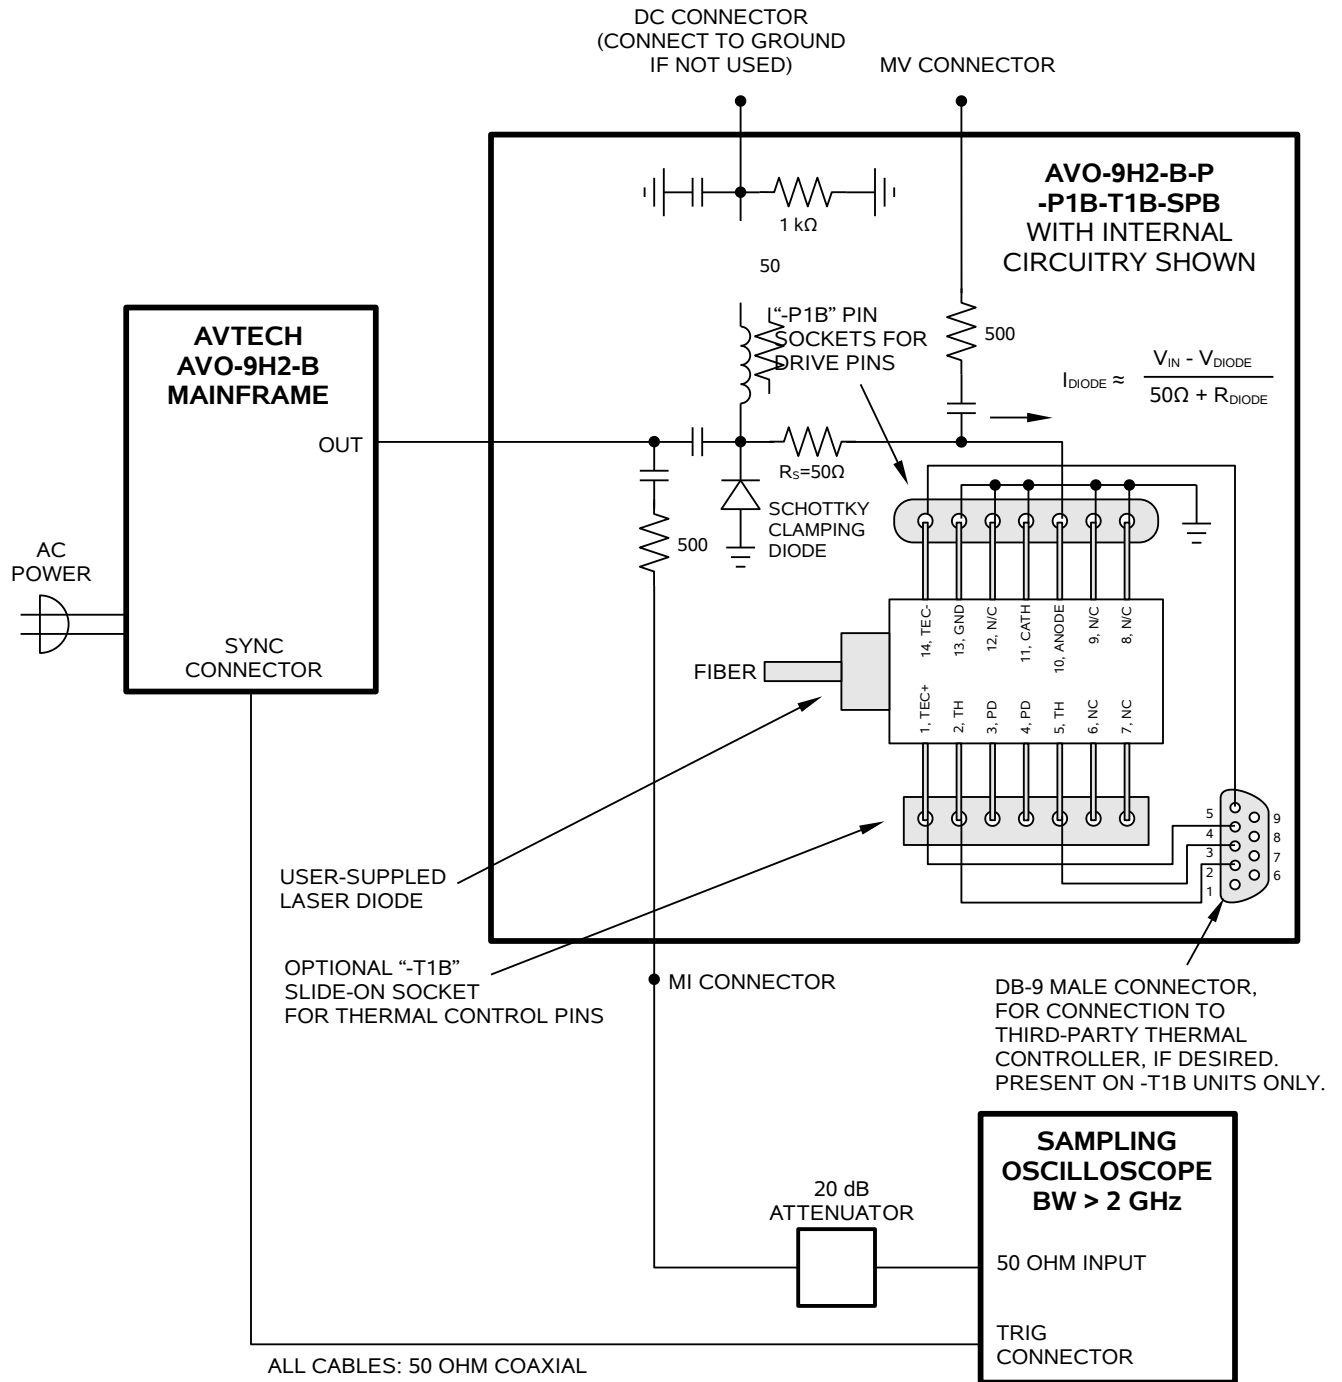 DC CONNECTOR
(CONNECT TO GROUND
IF NOT USED)
MV CONNECTOR
AVO-9H2-B-P
-P1B-T1B-SPB
WITH INTERNAL
CIRCUITRY SHOWN
1 kΩ
50
AVTECH
AVO-9H2-B
MAINFRAME
OUT
"-P1B" PIN
SOCKETS FOR
DRIVE PINS
500
IDIODE ≈
VIN - VDIODE
50Ω + RDIODE
RS=50Ω
SCHOTTKY
CLAMPING
DIODE
500
AC
POWER
SYNC
CONNECTOR
FIBER
14, TEC-
13, GND
12, N/C
11, CATH
10, ANODE
9, N/C
8, N/C
1, TEC+
2, TH
3, PD
4, PD
5, TH
6, NC
7, NC
5
4
3
2
1
9
8
7
6
USER-SUPPLED
LASER DIODE
OPTIONAL “-T1B”
SLIDE-ON SOCKET
FOR THERMAL CONTROL PINS
MI CONNECTOR
DB-9 MALE CONNECTOR,
FOR CONNECTION TO
THIRD-PARTY THERMAL
CONTROLLER, IF DESIRED.
PRESENT ON -T1B UNITS ONLY.
SAMPLING
OSCILLOSCOPE
BW > 2 GHz
20 dB
ATTENUATOR
50 OHM INPUT
TRIG
CONNECTOR
ALL CABLES: 50 OHM COAXIAL